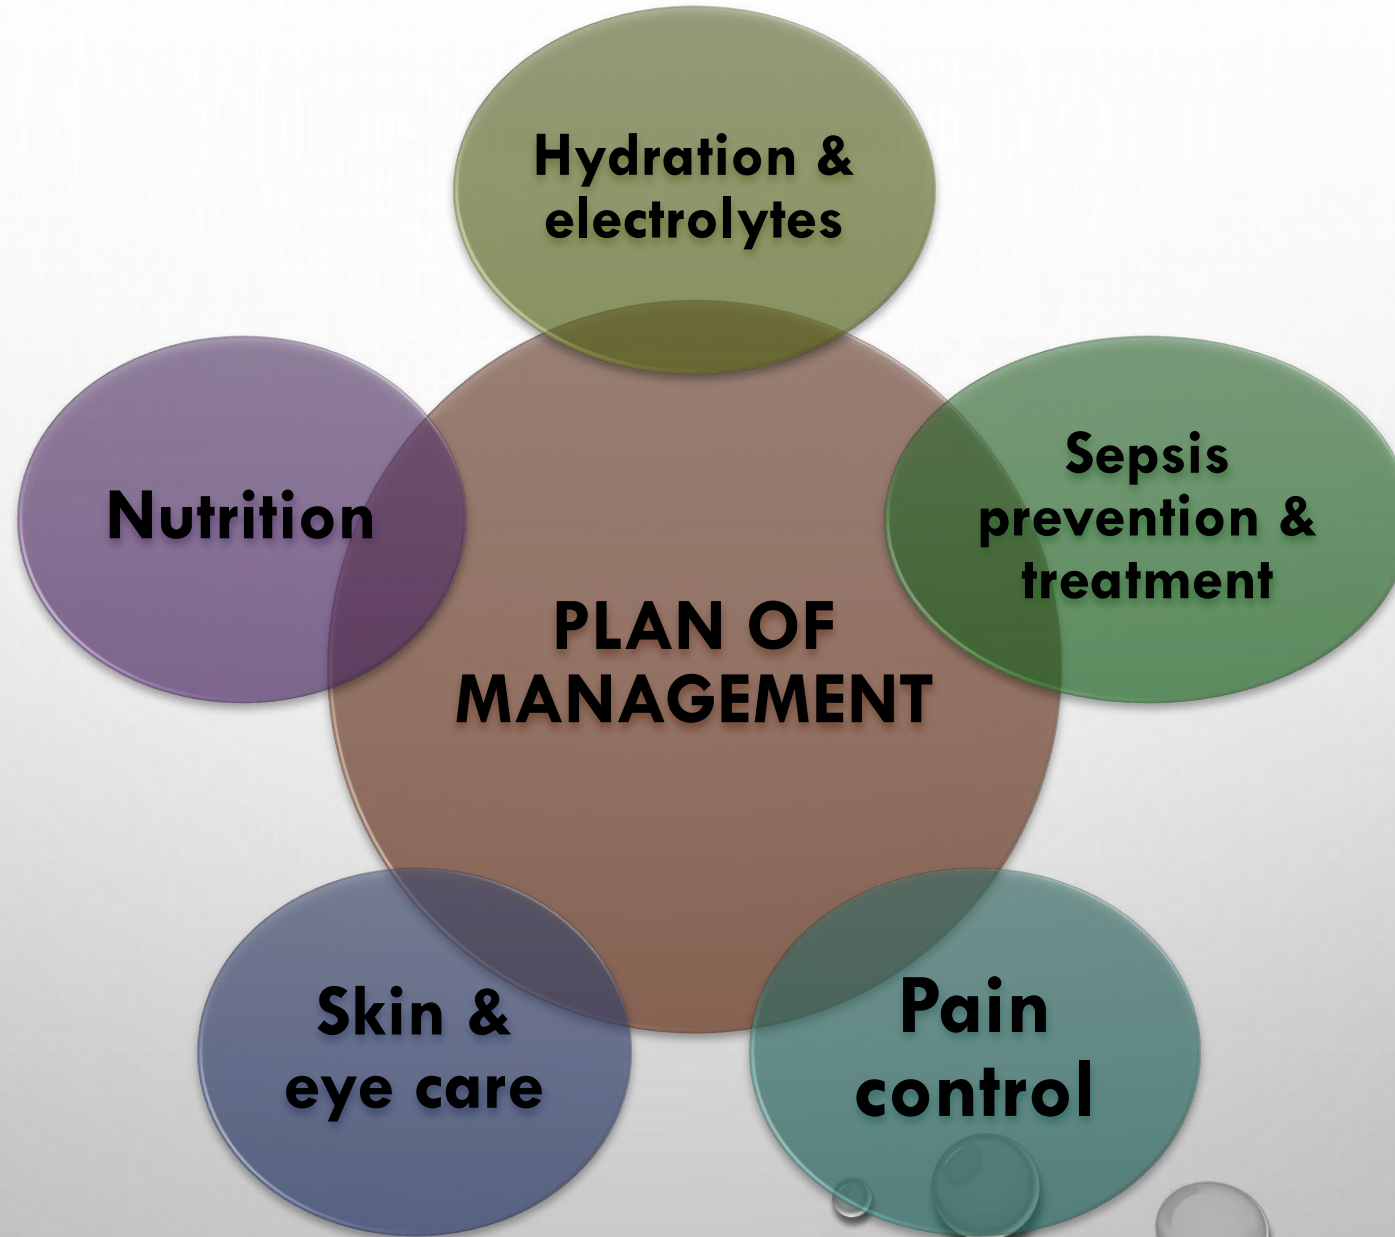 Hydration &
electrolytes
Sepsis
prevention &
treatment
Pain
control
Skin &
eye care
Nutrition
PLAN OF
MANAGEMENT